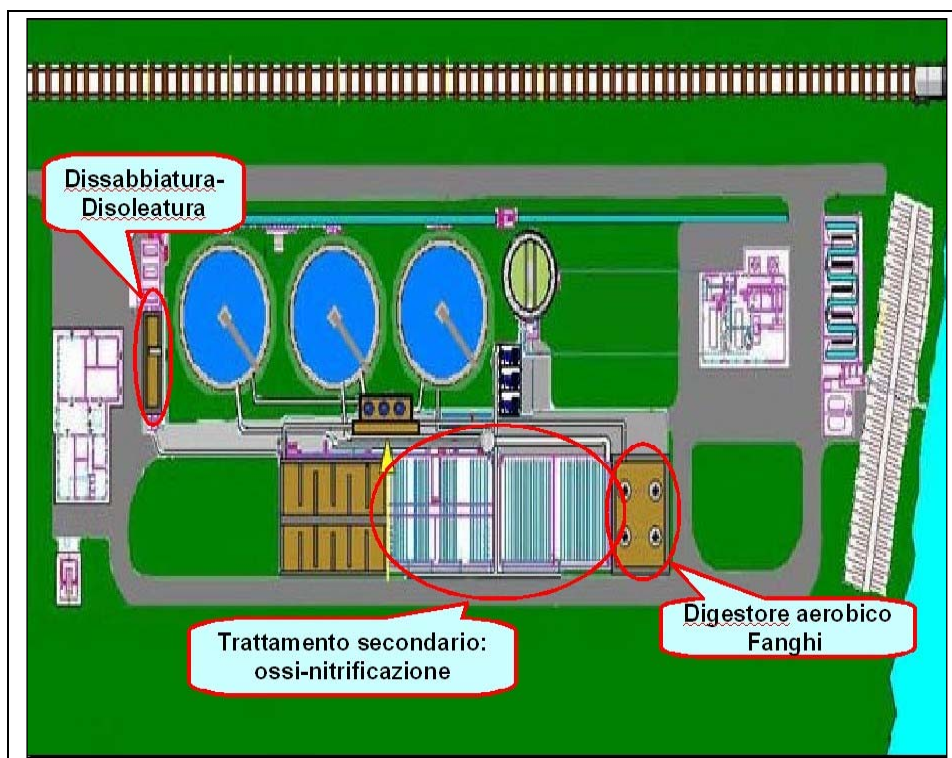 Dissabbiatura-
Disoleatura
Trattamento secondario:
ossi-nitrificazione
Digestore aerobico
Fanghi